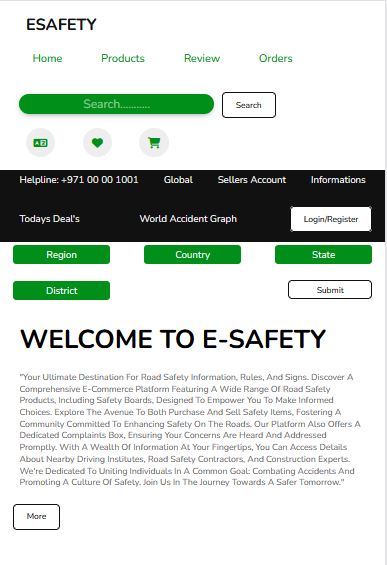 ESAFETY
Home Products Review Orders
Search...........
Search
Helpline: +971 00 00 1001 Global Sellers Account Informations
Todays Deal's World Accident Graph Login/Register
Region Country State
District Submit
WELCOME TO E-SAFETY
"Your Ultimate Destination For Road Safety Information, Rules, And Signs. Discover A
Comprehensive E-Commerce Platform Featuring A Wide Range Of Road Safety
Products, Including Safety Boards, Designed To Empower You To Make Informed
Choices. Explore The Avenue To Both Purchase And Sell Safety Items, Fostering A
Community Committed To Enhancing Safety On The Roads. Our Platform Also Offers A
Dedicated Complaints Box, Ensuring Your Concerns Are Heard And Addressed
Promptly. With A Wealth Of Information At Your Fingertips, You Can Access Details
About Nearby Driving Institutes, Road Safety Contractors, And Construction Experts.
We're Dedicated To Uniting Individuals In A Common Goal: Combating Accidents And
Promoting A Culture Of Safety. Join Us In The Journey Towards A Safer Tomorrow."
More